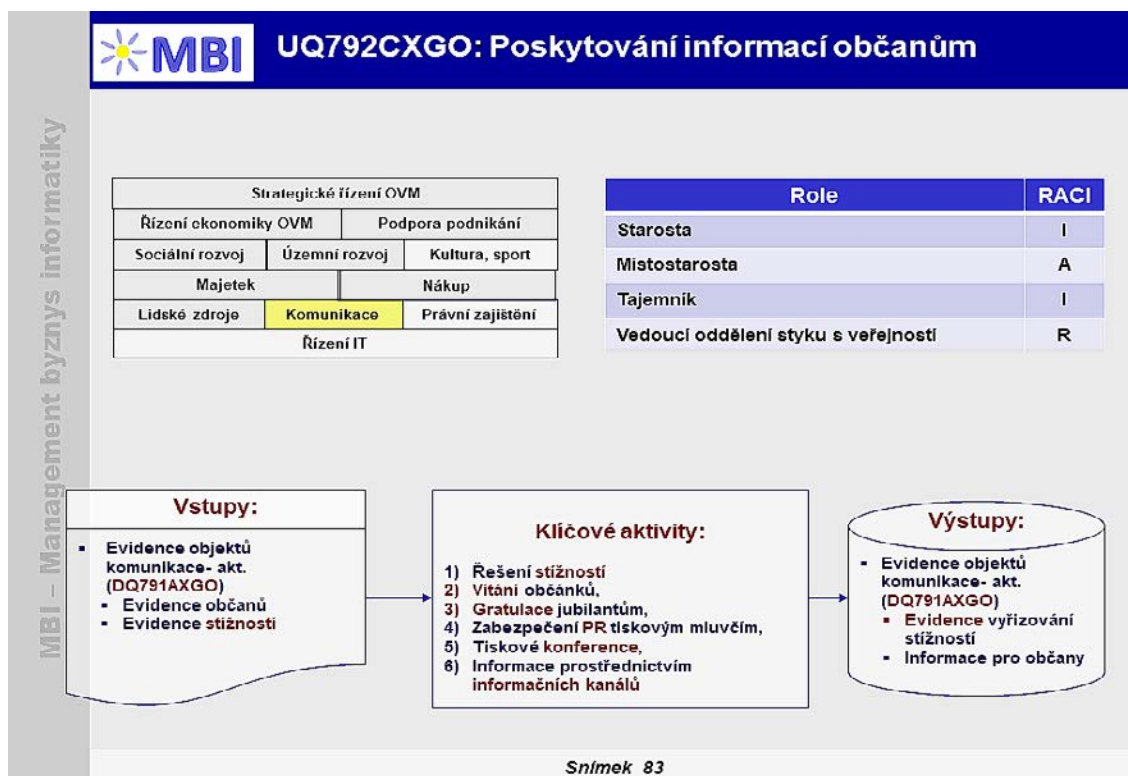 MBI
UQ792CXGO: Poskytování informací občanům
MBI – Management byznys informatiky
Strategické řízení OVM
Řízení ekonomiky OVM
Podpora podnikání
Sociální rozvoj
Územní rozvoj
Kultura, sport
Majetek
Nákup
Lidské zdroje
Komunikace
Právní zajištění
Řízení IT
Role RACI
Starosta I
Místostarosta A
Tajemník I
Vedoucí oddělení styku s veřejností R
Vstupy:
▪ Evidence objektů
komunikace- akt.
(DQ791AXGO)
▪ Evidence občanů
▪ Evidence stížností
Klíčové aktivity:
1) Řešení stížností
2) Vítání občánků,
3) Gratulace jubilantům,
4) Zabezpečení PR tiskovým mluvčím,
5) Tiskové konference,
6) Informace prostřednictvím
informačních kanálů
Výstupy:
▪ Evidence objektů
komunikace- akt.
(DQ791AXGO)
▪ Evidence vyřizování
stížností
▪ Informace pro občany
Snímek 83